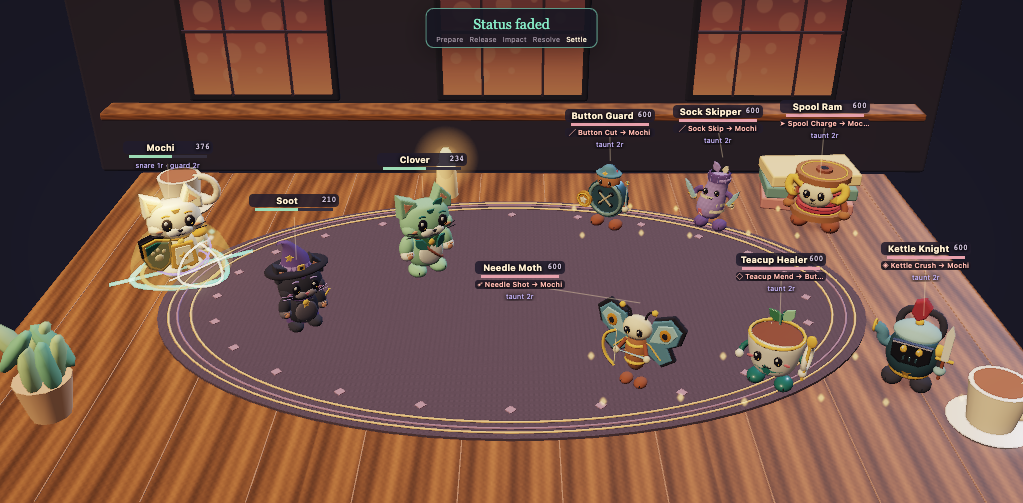 Status faded
Prepare Release Impact Resolve Settle
Spool Ram 600
➤ Spool Charge → Moc...
taunt 2r
Button Guard 600
⟋ Button Cut → Mochi
taunt 2r
Sock Skipper 600
⟋ Sock Skip → Mochi
taunt 2r
Mochi 376
snare 1r · guard 2r
Clover 234
Soot 210
Kettle Knight 600
◈ Kettle Crush → Mochi
taunt 2r
Teacup Healer 600
◇ Teacup Mend → But...
taunt 2r
Needle Moth 600
➶ Needle Shot → Mochi
taunt 2r